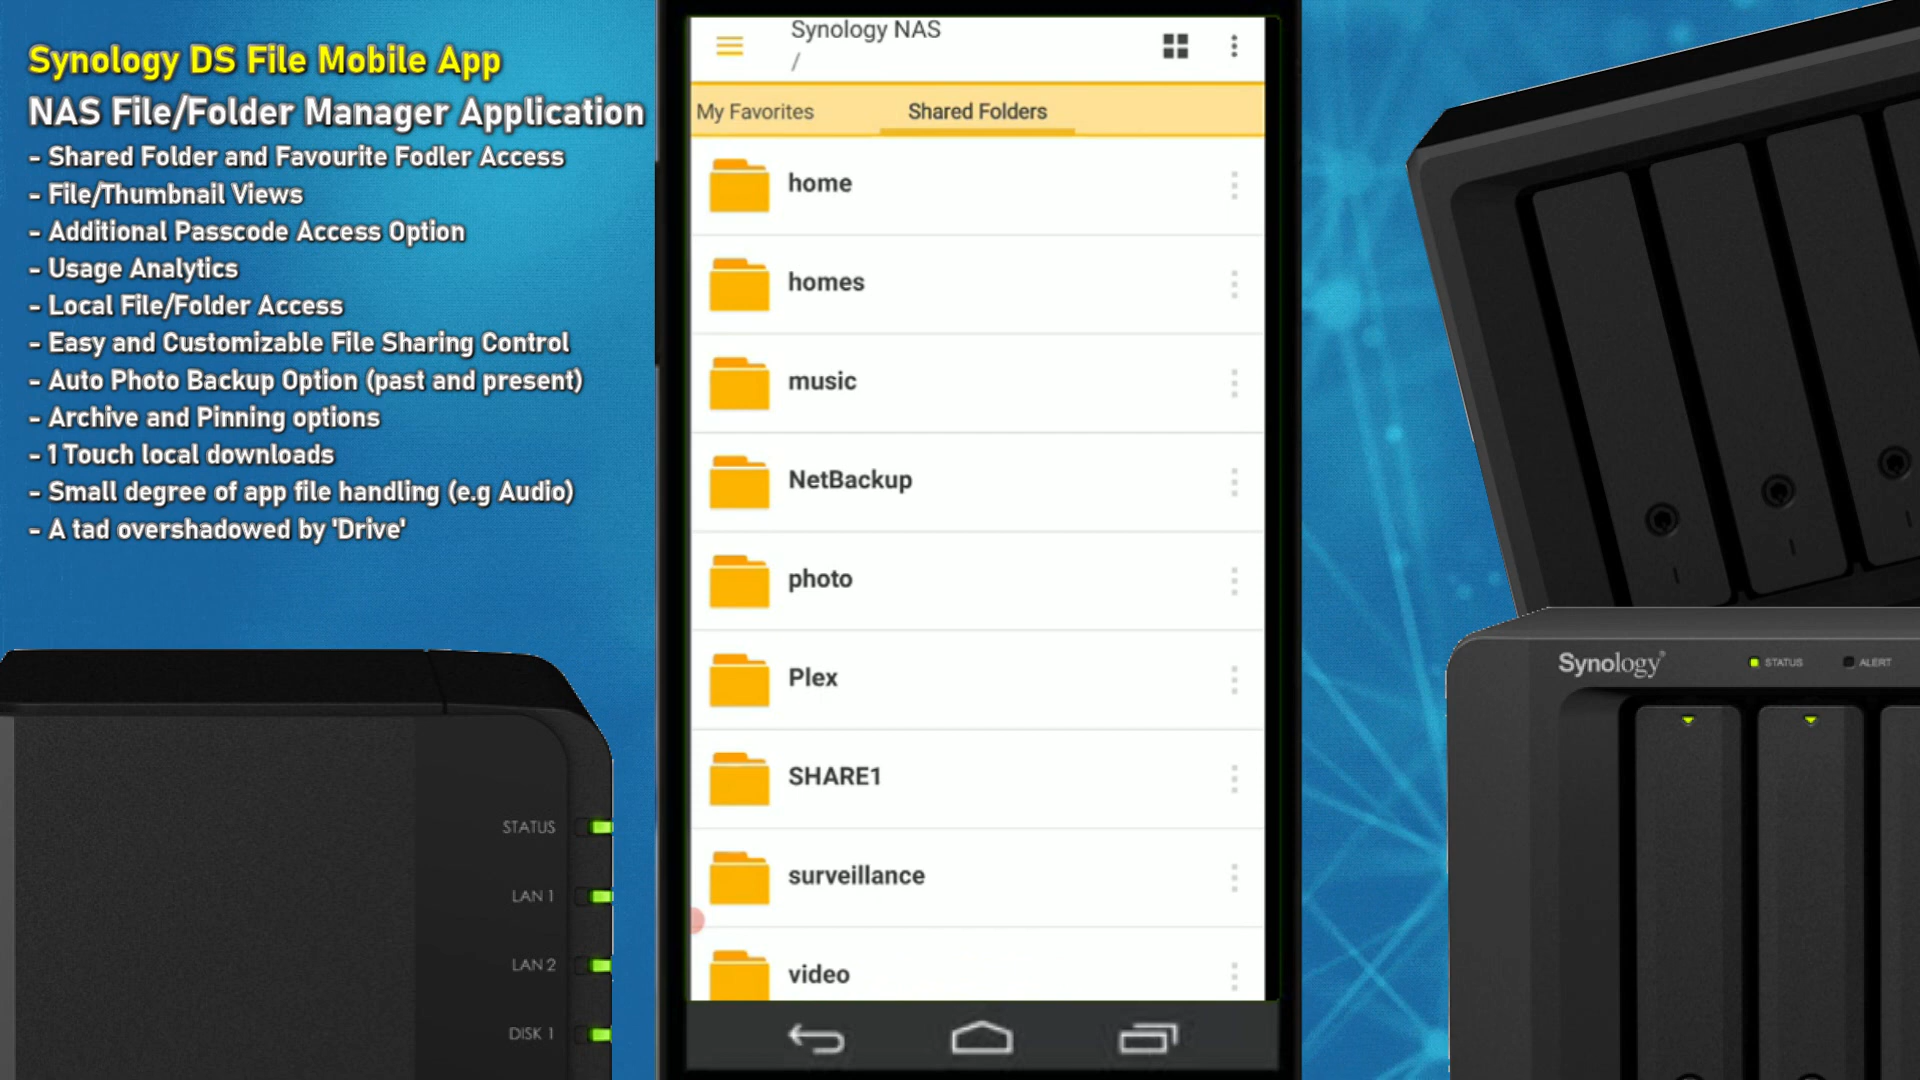 Synology DS File Mobile App
NAS File/Folder Manager Application
- Shared Folder and Favourite Fodler Access
- File/Thumbnail Views
- Additional Passcode Access Option
- Usage Analytics
- Local File/Folder Access
- Easy and Customizable File Sharing Control
- Auto Photo Backup Option (past and present)
- Archive and Pinning options
- 1 Touch local downloads
- Small degree of app file handling (e.g Audio)
- A tad overshadowed by 'Drive'
Synology NAS
/
My Favorites
Shared Folders
home
homes
music
NetBackup
photo
Plex
SHARE1
surveillance
video
STATUS
LAN 1
LAN 2
DISK 1
Synology®
STATUS
ALERT